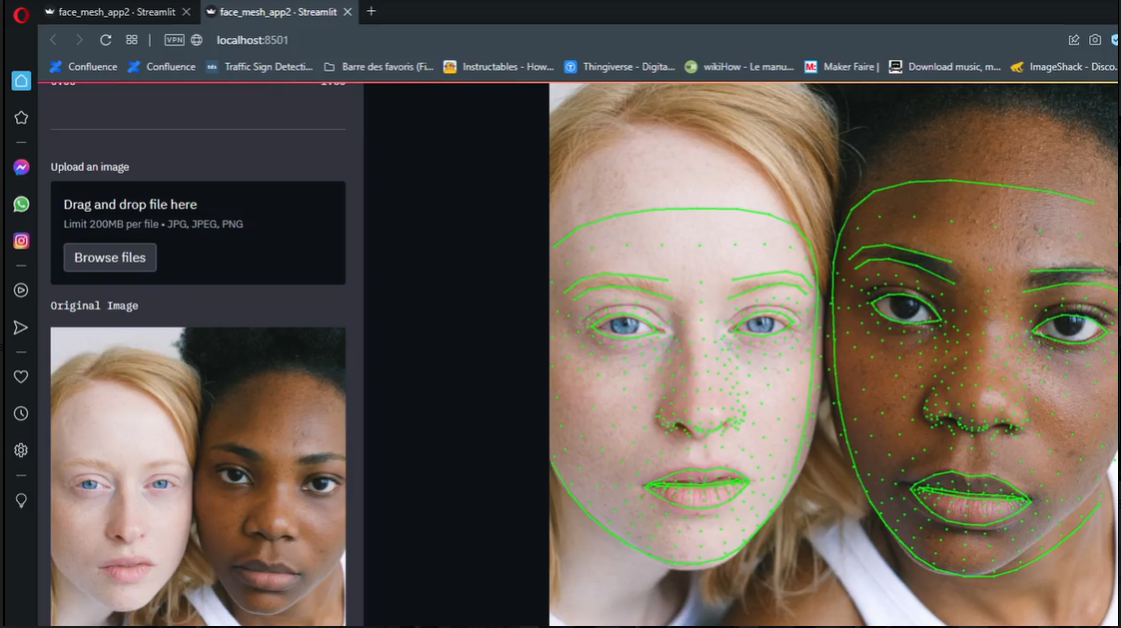 face_mesh_app2 - Streamlit
face_mesh_app2 - Streamlit
VPN
localhost:8501
Confluence
Confluence
Traffic Sign Detecti...
Barre des favoris (Fi...
Instructables - How...
Thingiverse - Digita...
wikiHow - Le manu...
Maker Faire |
Download music, m...
ImageShack - Disco...
Upload an image
Drag and drop file here
Limit 200MB per file • JPG, JPEG, PNG
Browse files
Original Image